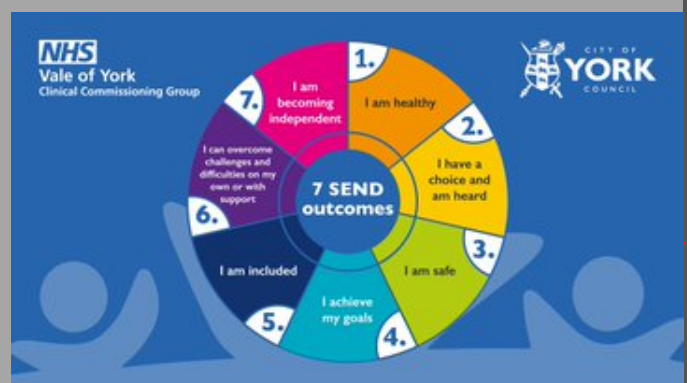 NHS
Vale of York
Clinical Commissioning Group
CITY OF
YORK
COUNCIL
7 SEND
outcomes
1.
I am healthy
2.
I have a
choice and
am heard
3.
I am safe
4.
I achieve
my goals
5.
I am included
6.
I can overcome
challenges and
difficulties on my
own or with
support
7.
I am
becoming
independent